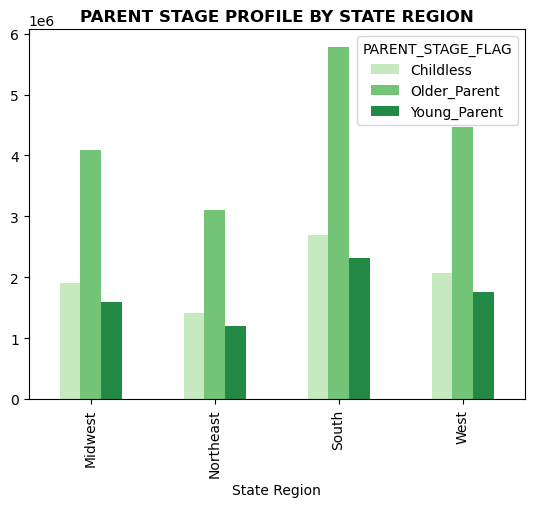 PARENT STAGE PROFILE BY STATE REGION
1e6
6
5
4
3
2
1
0
PARENT_STAGE_FLAG
Childless
Older_Parent
Young_Parent
Midwest
Northeast
South
West
State Region